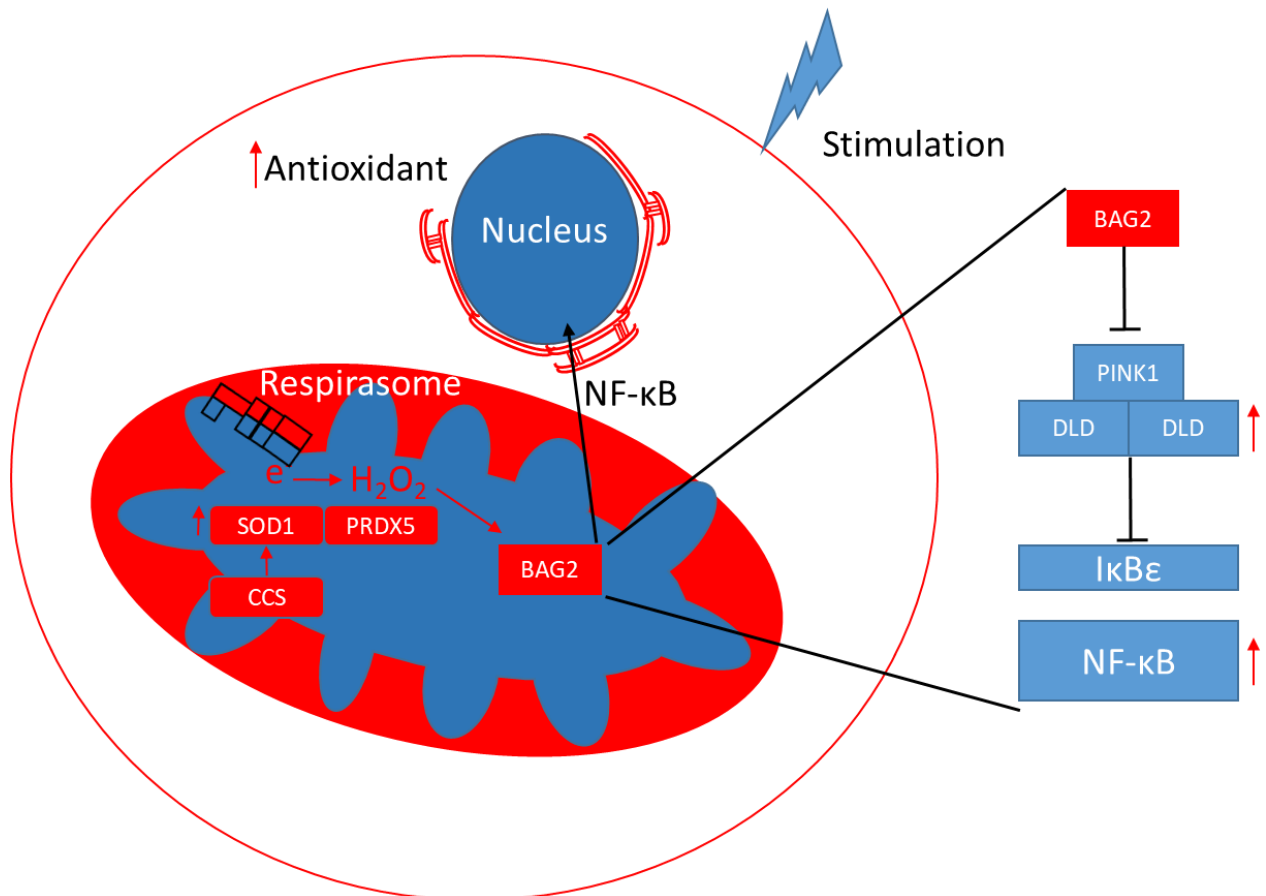 Stimulation
Antioxidant
Nucleus
BAG2
PINK1
DLD DLD
IκBε
NF-κB
NF-κB
Respirasome
e H₂O₂
SOD1 PRDX5
BAG2
CCS